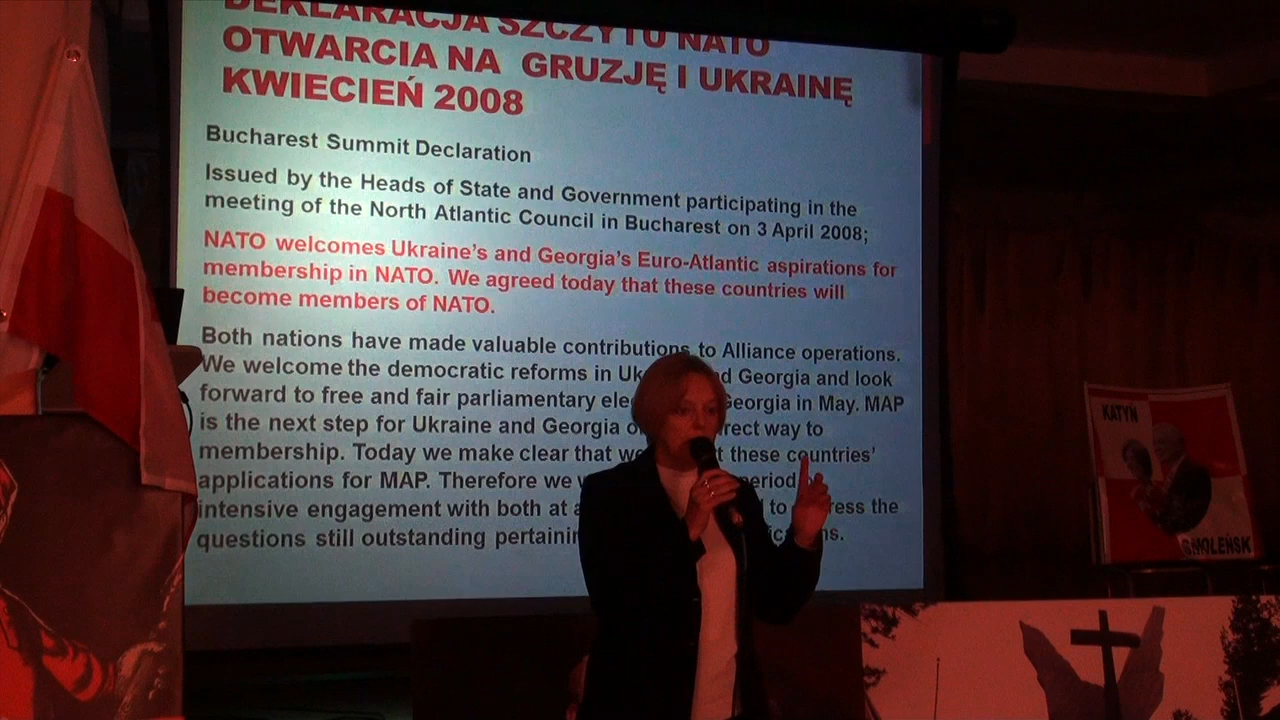 DEKLARACJA SZCZYTU NATO
OTWARCIA NA GRUZJĘ I UKRAINĘ
KWIECIEŃ 2008
Bucharest Summit Declaration
Issued by the Heads of State and Government participating in the
meeting of the North Atlantic Council in Bucharest on 3 April 2008;
NATO welcomes Ukraine's and Georgia's Euro-Atlantic aspirations for
membership in NATO. We agreed today that these countries will
become members of NATO.
Both nations have made valuable contributions to Alliance operations.
We welcome the democratic reforms in and Georgia and look
forward to free and fair parliamentary Georgia in May. MAP
is the next step for Ukraine and Georgia way to
membership. Today we make clear that these countries'
applications for MAP. Therefore we period
intensive engagement with both at to the
questions still outstanding
KATYŃ
SMOLEŃSK